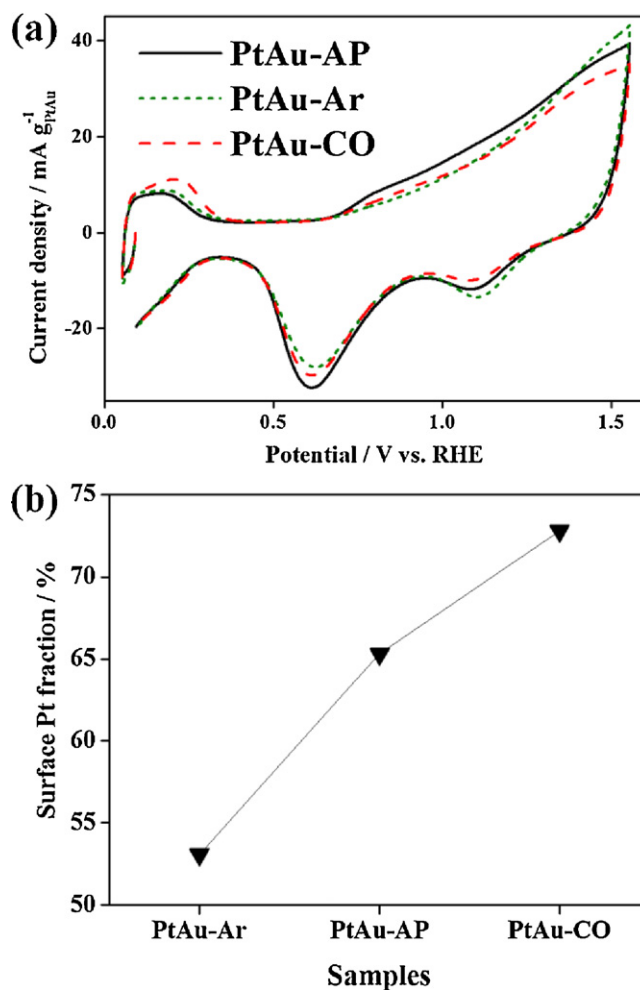 (a)
PtAu-AP
PtAu-Ar
PtAu-CO
40
20
0
-20
Current density / mA g⁻¹PtAu
0.0 0.5 1.0 1.5
Potential / V vs. RHE
(b)
75
70
65
60
55
50
Surface Pt fraction / %
PtAu-Ar PtAu-AP PtAu-CO
Samples